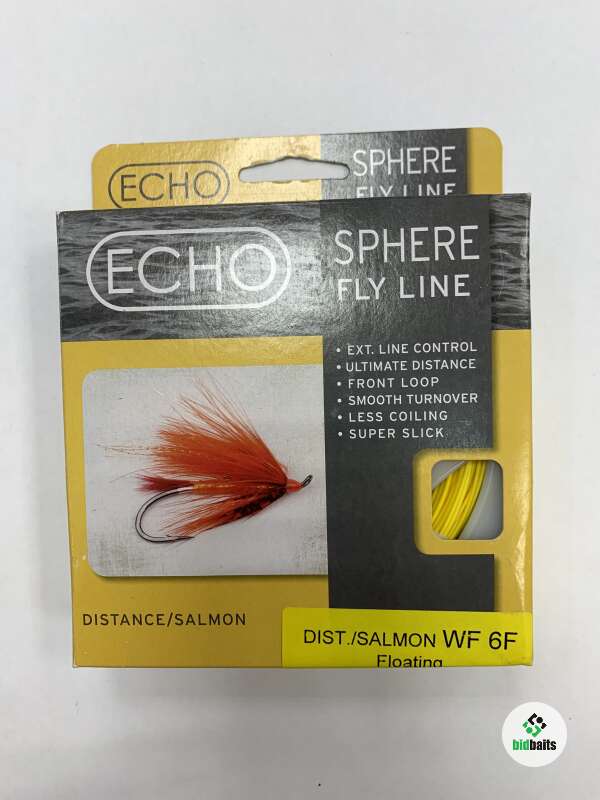 ECHO
SPHERE
FLY LINE
ECHO
SPHERE
FLY LINE
• EXT. LINE CONTROL
• ULTIMATE DISTANCE
• FRONT LOOP
• SMOOTH TURNOVER
• LESS COILING
• SUPER SLICK
DISTANCE/SALMON
DIST./SALMON WF 6F
Floating
bidbaits